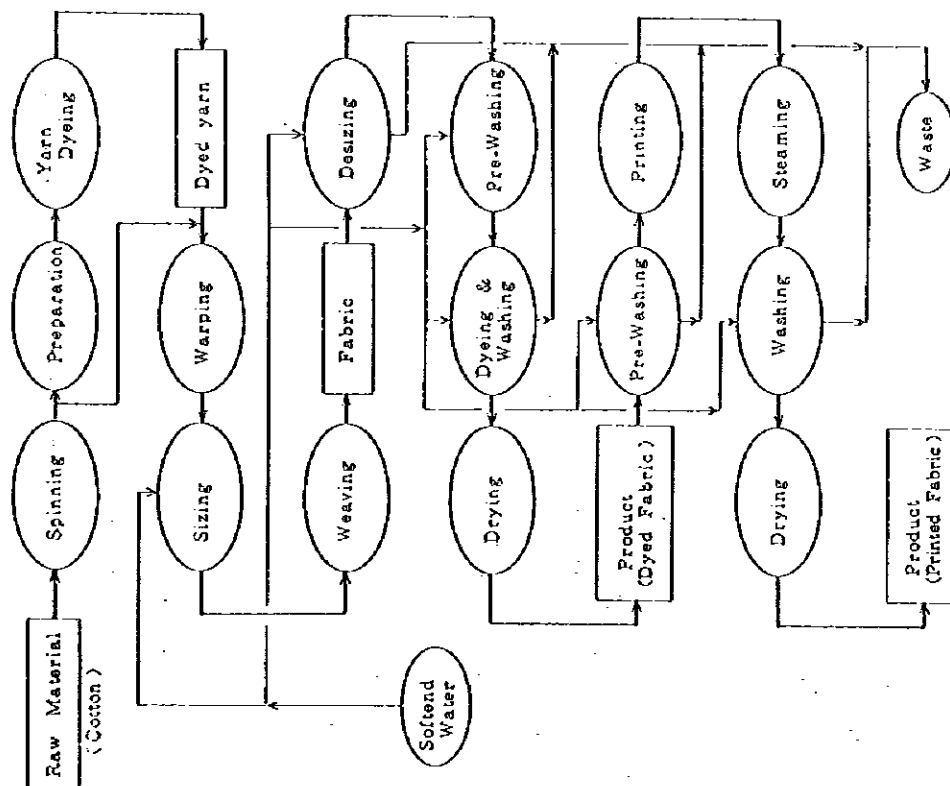 Raw Material
(Cotton)
Spinning
Preparation
Yarn
Dyeing
Dyed yarn
Warping
Sizing
Weaving
Fabric
Desizing
Pre-Washing
Dyeing &
Washing
Drying
Product
(Dyed Fabric)
Pre-Washing
Printing
Steaming
Washing
Drying
Product
(Printed Fabric)
Softend
Water
Waste